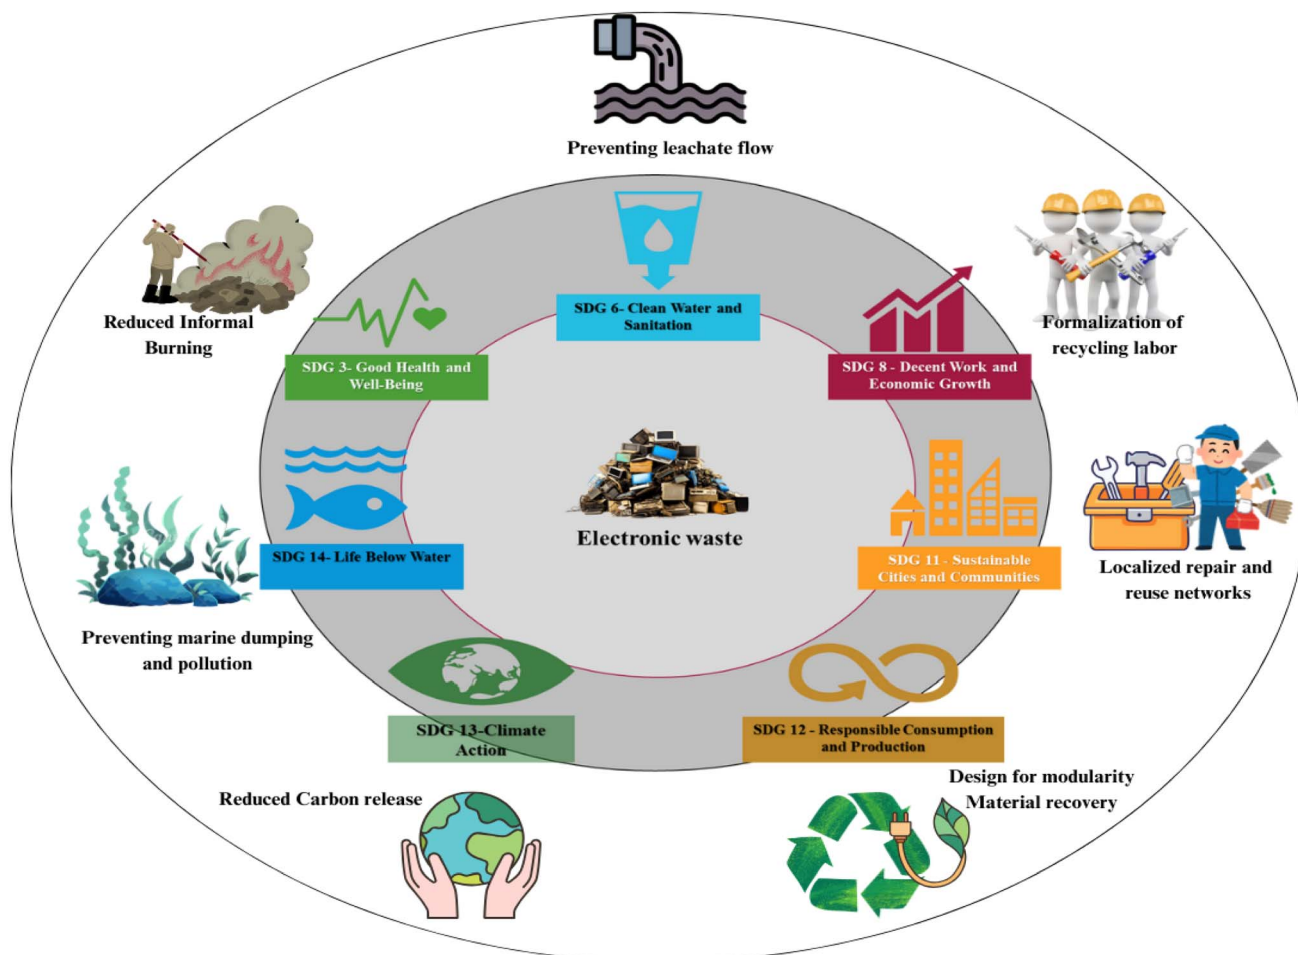 Preventing leachate flow
Reduced Informal
Burning
Formalization of
recycling labor
SDG 6- Clean Water and
Sanitation
SDG 3- Good Health and
Well-Being
SDG 8 - Decent Work and
Economic Growth
Electronic waste
SDG 14- Life Below Water
SDG 11 - Sustainable
Cities and Communities
Localized repair and
reuse networks
Preventing marine dumping
and pollution
SDG 13-Climate
Action
SDG 12 - Responsible Consumption
and Production
Reduced Carbon release
Design for modularity
Material recovery